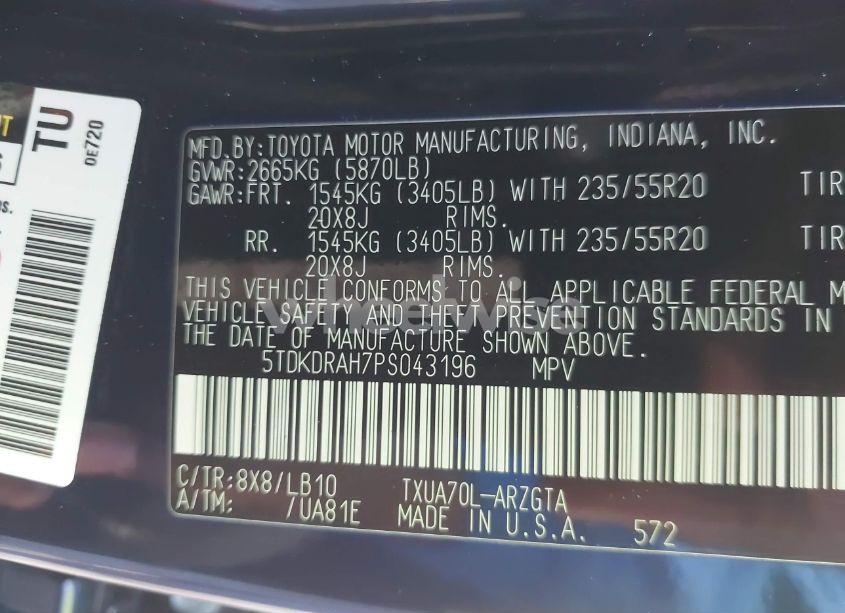 TU
0E720
MFD.BY:TOYOTA MOTOR MANUFACTURING, INDIANA, INC.
GVWR:2665KG (5870LB)
GAWR:FRT. 1545KG (3405LB) WITH 235/55R20 TIR
20X8J RIMS.
RR. 1545KG (3405LB) WITH 235/55R20 TIR
20X8J RIMS.
THIS VEHICLE CONFORMS TO ALL APPLICABLE FEDERAL M
VEHICLE SAFETY AND THEFT PREVENTION STANDARDS IN
THE DATE OF MANUFACTURE SHOWN ABOVE.
5TDKDRAH7PS043196 MPV
C/TR:8X8/LB10 TXUA70L-ARZGTA
A/TM: /UA81E MADE IN U.S.A. 572
wheelwise